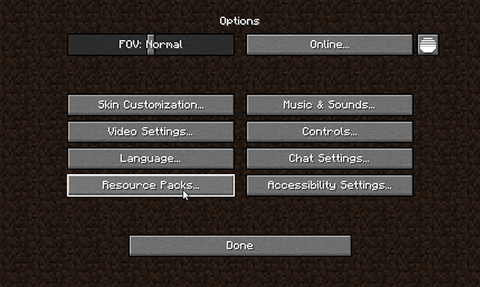 Options
FOV: Normal
Online...
Skin Customization...
Music & Sounds...
Video Settings...
Controls...
Language...
Chat Settings...
Resource Packs...
Accessibility Settings...
Done